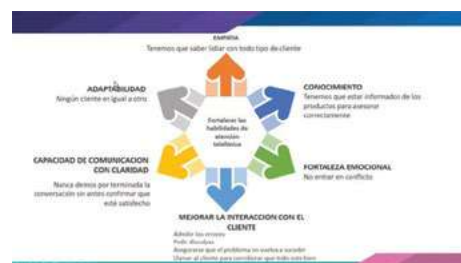 EMPATIA
Tenemos que saber lidiar con todo tipo de cliente
ADAPTABILIDAD
Ningún cliente en igual a otro
CONOCIMIENTO
Tenemos que estar informados de los
productos para asesorar
correctamente
Fortalecer las
habilidades de
atención
telefónica
CAPACIDAD DE COMUNICACION
CON CLARIDAD
Nunca demos por terminada la
conversación sin antes confirmar que
esté satisfecho
FORTALEZA EMOCIONAL
No entrar en conflicto
MEJORAR LA INTERACCION CON EL
CLIENTE
Admitir los errores
Pedir disculpas
Asegurarse que el problema no vuelva a suceder
Llamar al cliente para corroborar que todo este bien